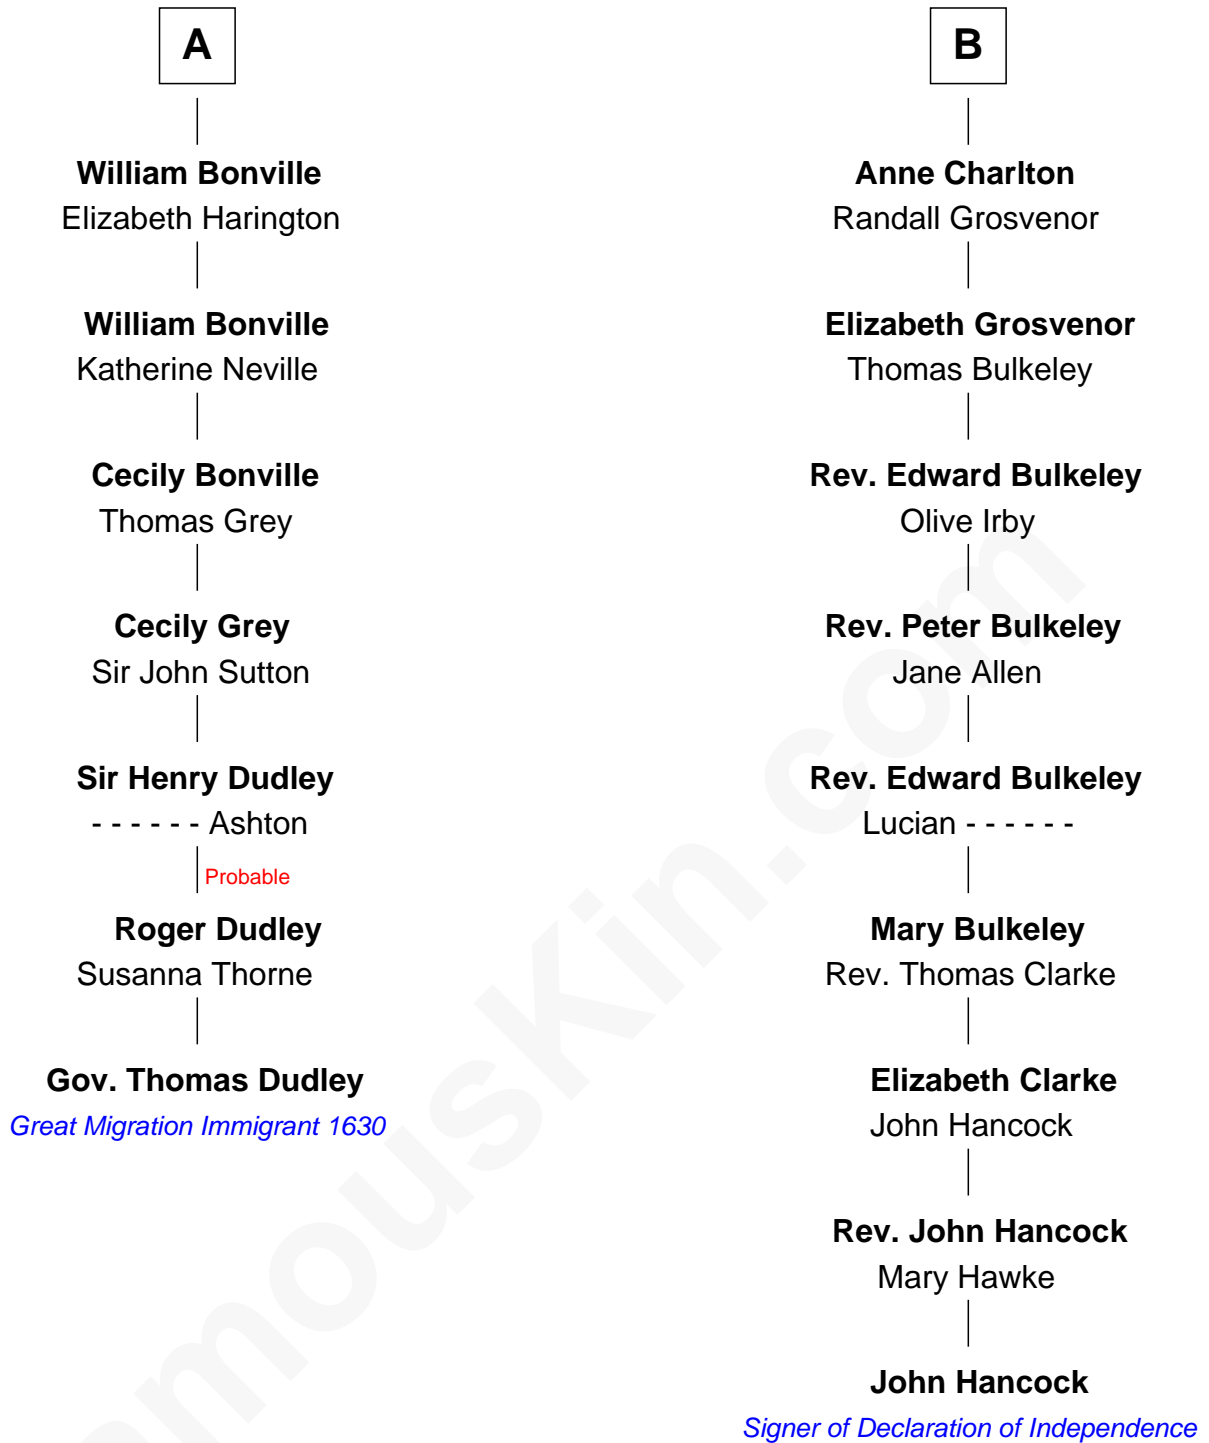 A
William Bonville
Elizabeth Harington
William Bonville
Katherine Neville
Cecily Bonville
Thomas Grey
Cecily Grey
Sir John Sutton
Sir Henry Dudley
- - - - - - Ashton
Probable
Roger Dudley
Susanna Thorne
Gov. Thomas Dudley
Great Migration Immigrant 1630
B
Anne Charlton
Randall Grosvenor
Elizabeth Grosvenor
Thomas Bulkeley
Rev. Edward Bulkeley
Olive Irby
Rev. Peter Bulkeley
Jane Allen
Rev. Edward Bulkeley
Lucian - - - - - -
Mary Bulkeley
Rev. Thomas Clarke
Elizabeth Clarke
John Hancock
Rev. John Hancock
Mary Hawke
John Hancock
Signer of Declaration of Independence
amousKin.com